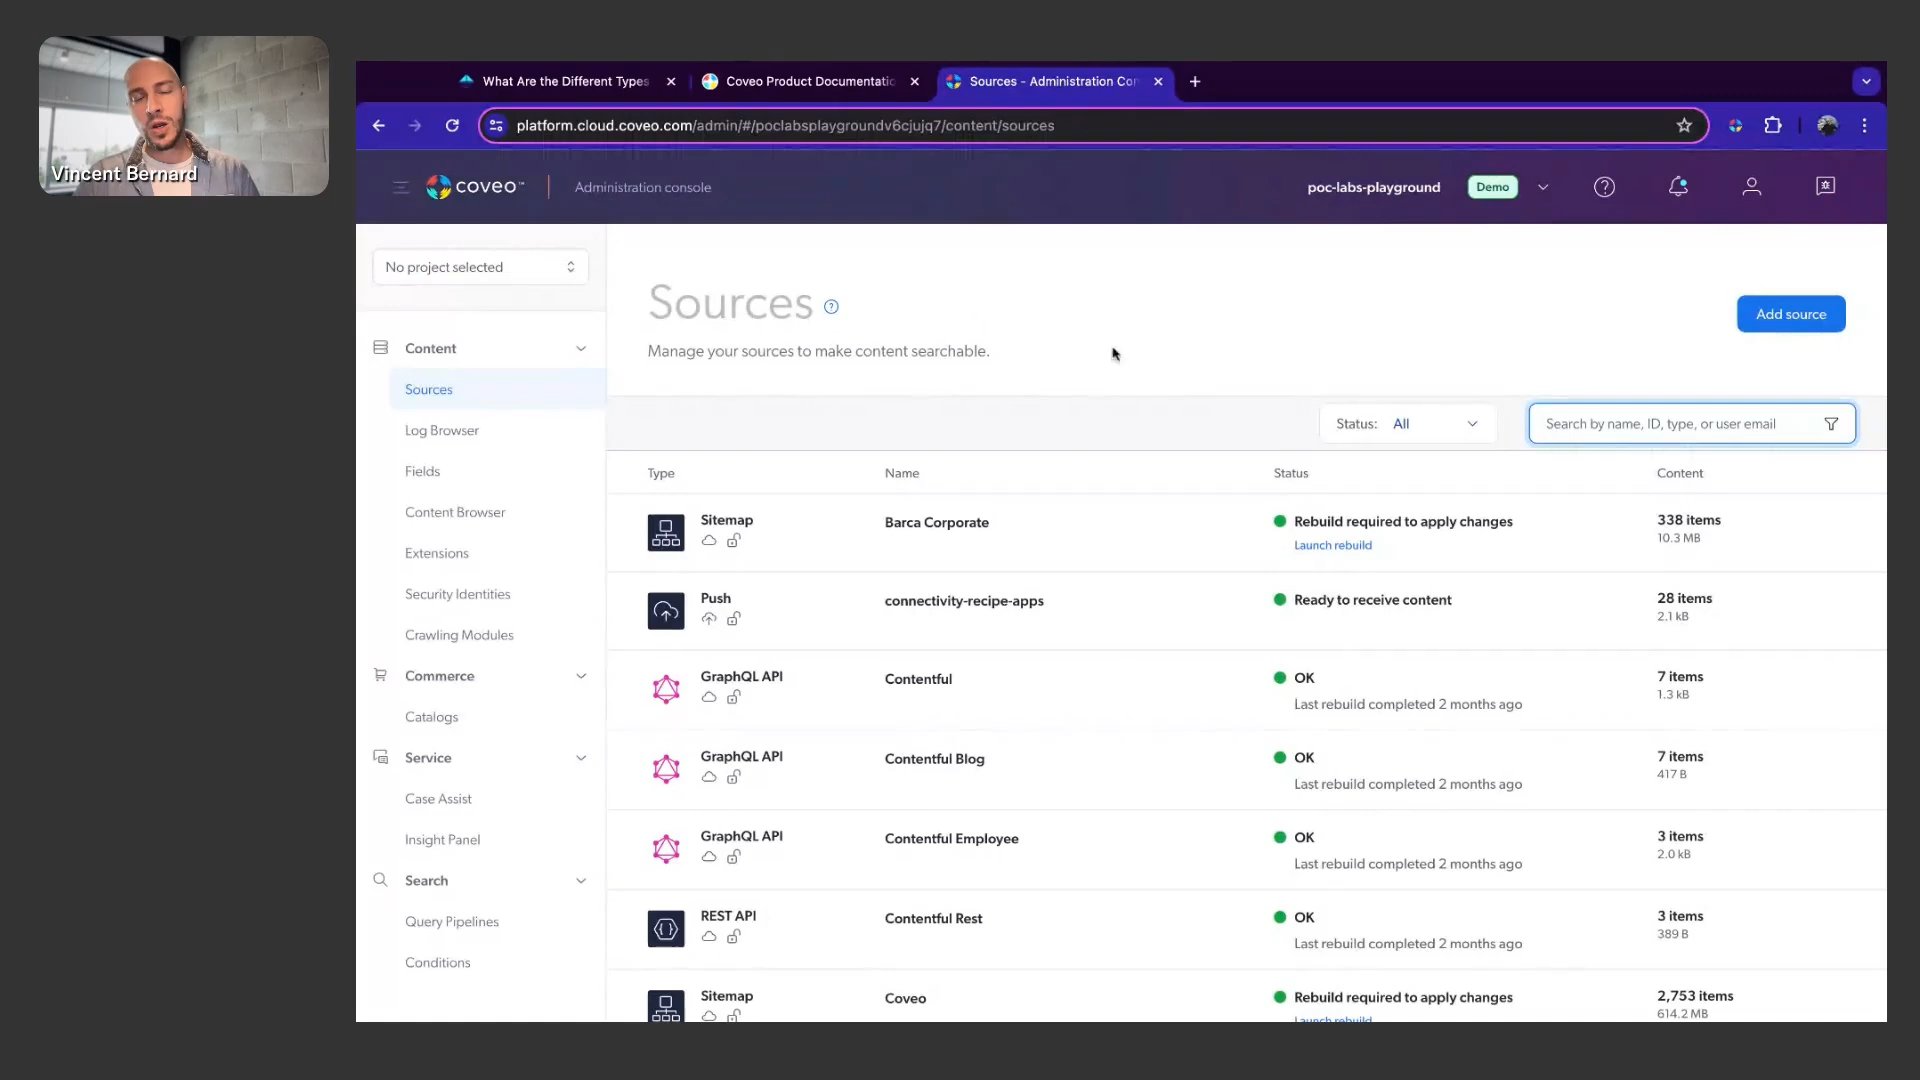 Vincent Bernard
What Are the Different Types
Coveo Product Documentatio
Sources - Administration Con
platform.cloud.coveo.com/admin/#/poclabsplaygroundv6cjujq7/content/sources
coveo™
Administration console
poc-labs-playground
Demo
No project selected
Content
Sources
Log Browser
Fields
Content Browser
Extensions
Security Identities
Crawling Modules
Commerce
Catalogs
Service
Case Assist
Insight Panel
Search
Query Pipelines
Conditions
Sources
Manage your sources to make content searchable.
Add source
Status: All
Search by name, ID, type, or user email
Type Name Status Content
Sitemap
Barca Corporate
Rebuild required to apply changes
Launch rebuild
338 items
10.3 MB
Push
connectivity-recipe-apps
Ready to receive content
28 items
2.1 kB
GraphQL API
Contentful
OK
Last rebuild completed 2 months ago
7 items
1.3 kB
GraphQL API
Contentful Blog
OK
Last rebuild completed 2 months ago
7 items
417 B
GraphQL API
Contentful Employee
OK
Last rebuild completed 2 months ago
3 items
2.0 kB
REST API
Contentful Rest
OK
Last rebuild completed 2 months ago
3 items
389 B
Sitemap
Coveo
Rebuild required to apply changes
Launch rebuild
2,753 items
614.2 MB